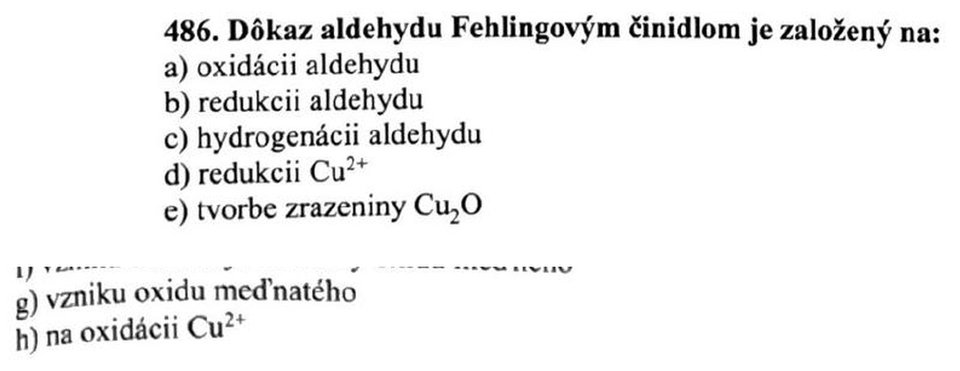 486. Dôkaz aldehydu Fehlingovým činidlom je založený na:
a) oxidácii aldehydu
b) redukcii aldehydu
c) hydrogenácii aldehydu
d) redukcii Cu²⁺
e) tvorbe zrazeniny Cu₂O
g) vzniku oxidu meďnatého
h) na oxidácii Cu²⁺